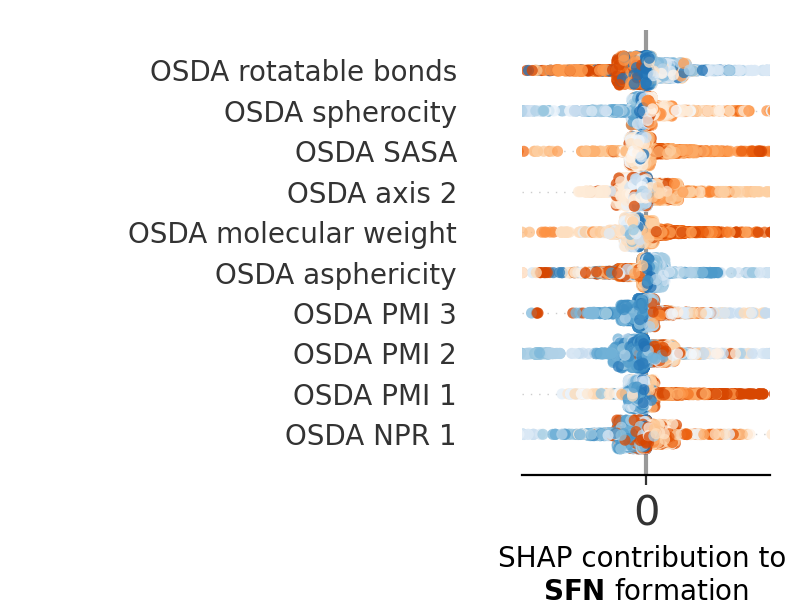 OSDA rotatable bonds
OSDA spherocity
OSDA SASA
OSDA axis 2
OSDA molecular weight
OSDA asphericity
OSDA PMI 3
OSDA PMI 2
OSDA PMI 1
OSDA NPR 1
0
SHAP contribution to
SFN formation